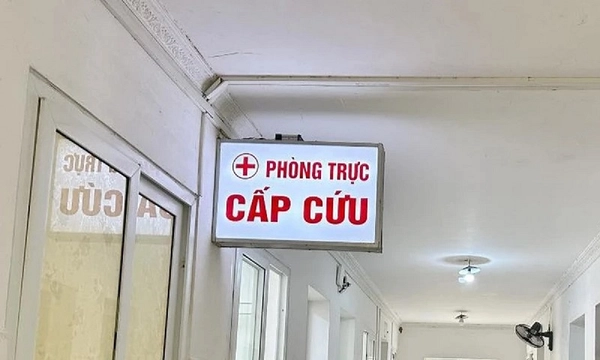 PHÒNG TRỰC
CẤP CỨU